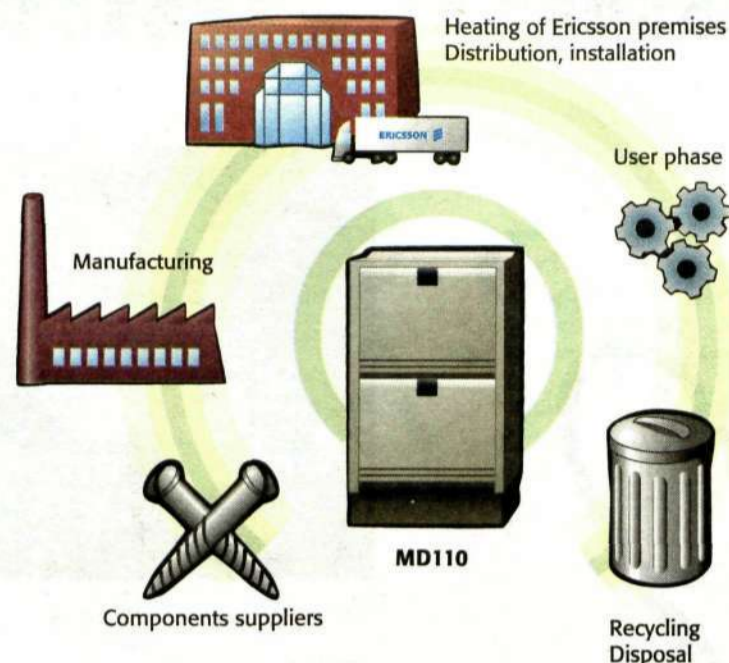 Heating of Ericsson premises
Distribution, installation
ERICSSON
User phase
Manufacturing
MD110
Components suppliers
Recycling
Disposal